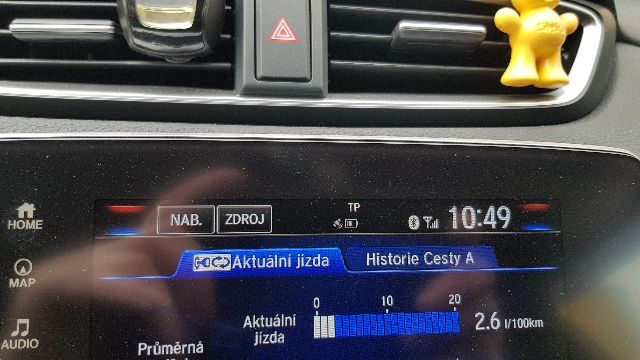 TP
HOME
NAB.
ZDROJ
10:49
MAP
Aktuální jízda
Historie Cesty A
0 10 20
AUDIO
Aktuální
jízda
2.6 l/100km
Průměrná